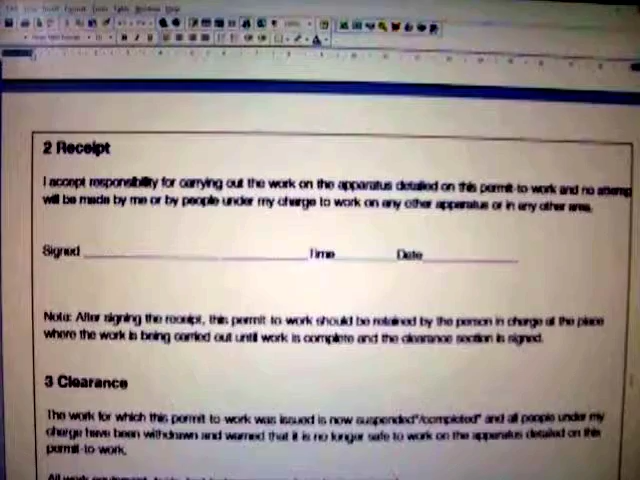 2 Receipt
I accept responsibility for carrying out the work on the apparatus detailed on this permit-to work and no attemp
will be made by me or by people under my charge to work on any other apparatus or in any other area.
Signed Time Date
Note: After signing the receipt, this permit to work should be retained by the person in charge at the place
where the work is being carried out until work is complete and the clearance section is signed.
3 Clearance
The work for which this permit to work was issued is now suspended*/completed* and all people under my
charge have been withdrawn and warned that it is no longer safe to work on the apparatus detailed on this
permit-to work.
All work equipment,